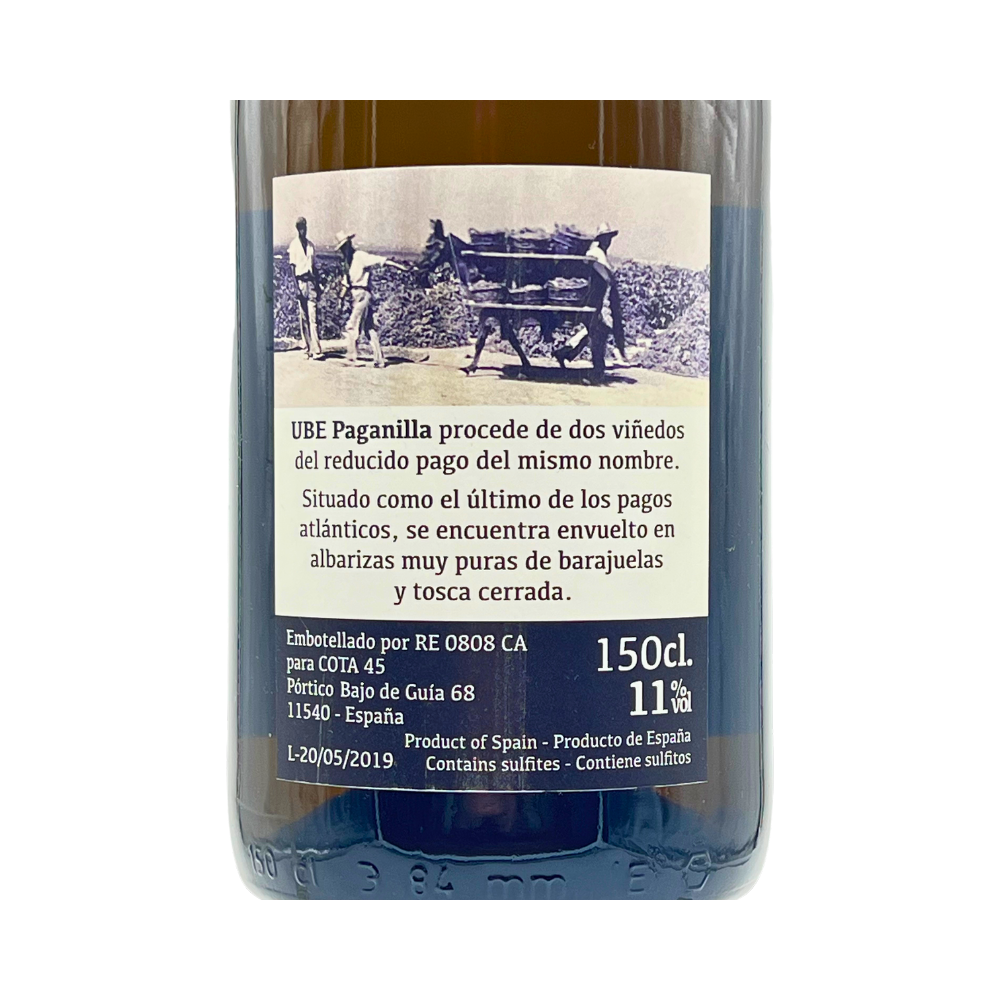 UBE Paganilla procede de dos viñedos
del reducido pago del mismo nombre.
Situado como el último de los pagos
atlánticos, se encuentra envuelto en
albarizas muy puras de barajuelas
y tosca cerrada.
Embotellado por RE 0808 CA
para COTA 45
Pórtico Bajo de Guía 68
11540 - España
L-20/05/2019
150cl.
11% vol
Product of Spain - Producto de España
Contains sulfites - Contiene sulfitos
150 cl 3 84 mm